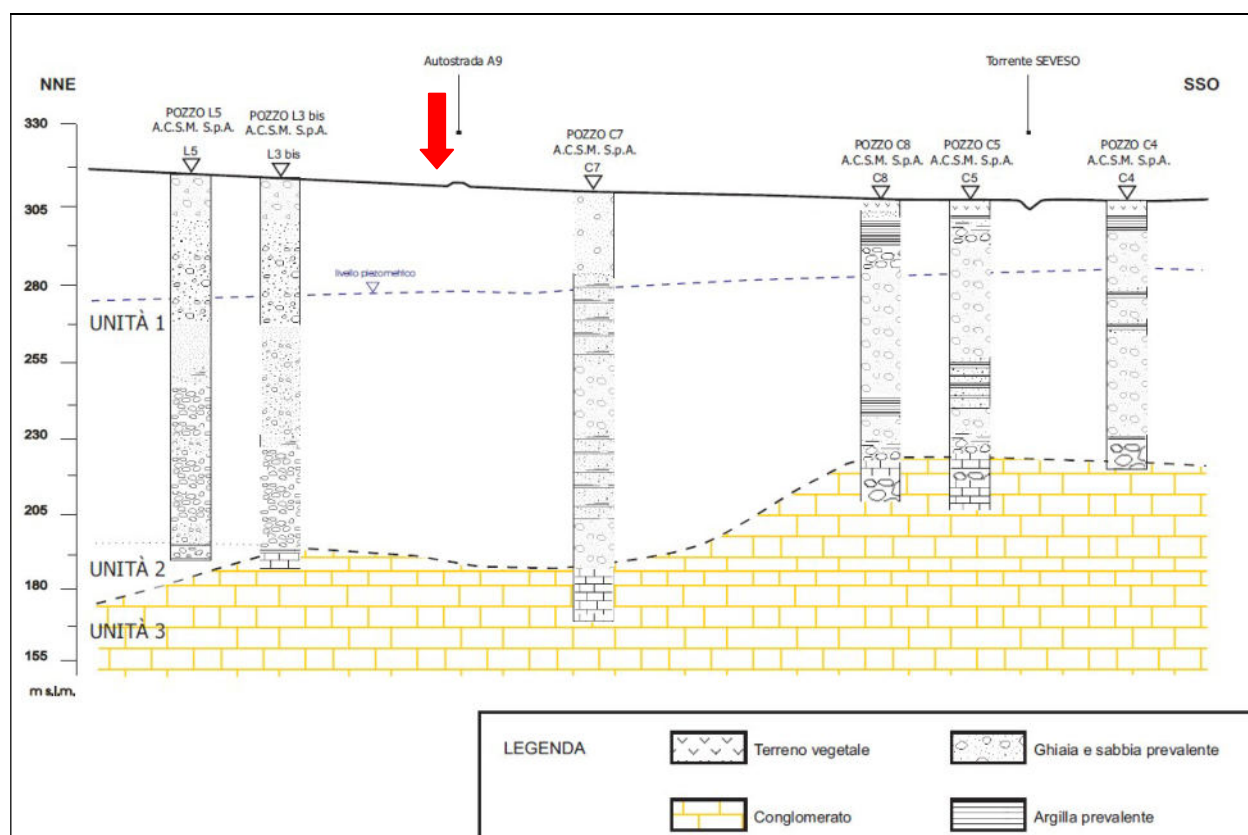 Autostrada A9
Torrente SEVESO
NNE
SSO
POZZO L5
A.C.S.M. S.p.A.
L5
POZZO L3 bis
A.C.S.M. S.p.A.
L3 bis
POZZO C7
A.C.S.M. S.p.A.
C7
POZZO C8
A.C.S.M. S.p.A.
C8
POZZO C5
A.C.S.M. S.p.A.
C5
POZZO C4
A.C.S.M. S.p.A.
C4
330
305
280
255
230
205
180
155
m s.l.m.
livello piezometrico
UNITÀ 1
UNITÀ 2
UNITÀ 3
LEGENDA
Terreno vegetale
Ghiaia e sabbia prevalente
Conglomerato
Argilla prevalente